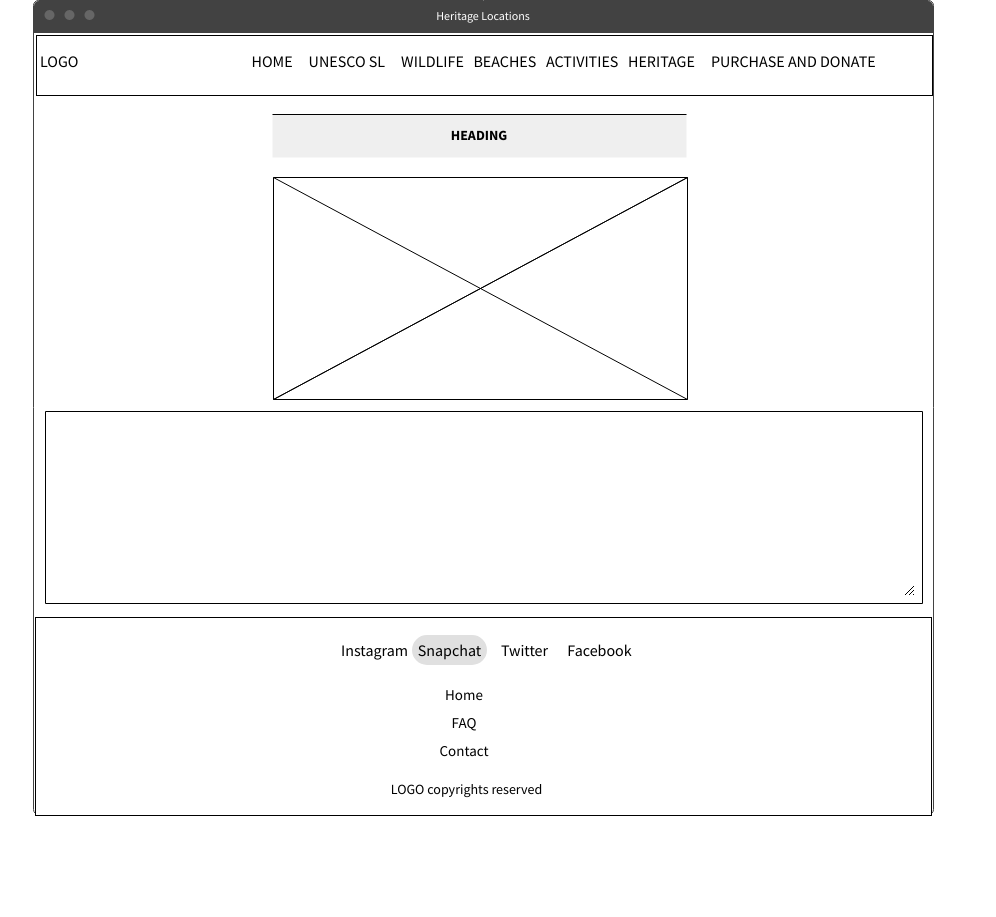 Heritage Locations
LOGO HOME UNESCO SL WILDLIFE BEACHES ACTIVITIES HERITAGE PURCHASE AND DONATE
HEADING
Instagram Snapchat Twitter Facebook
Home
FAQ
Contact
LOGO copyrights reserved